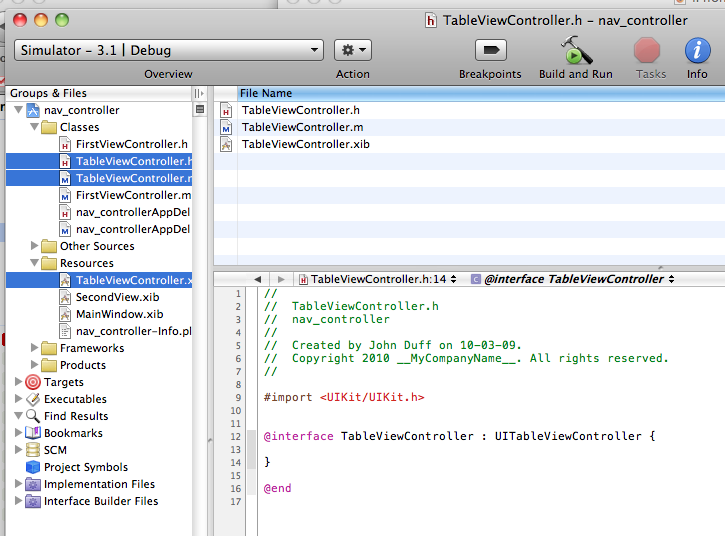 TableViewController.h – nav_controller
Simulator – 3.1 | Debug
Overview
Action
Breakpoints
Build and Run
Tasks
Info
Groups & Files
nav_controller
Classes
FirstViewController.h
TableViewController.h
TableViewController.m
FirstViewController.m
nav_controllerAppDel
nav_controllerAppDel
Other Sources
Resources
TableViewController.x
SecondView.xib
MainWindow.xib
nav_controller-Info.pl
Frameworks
Products
Targets
Executables
Find Results
Bookmarks
SCM
Project Symbols
Implementation Files
Interface Builder Files
File Name
TableViewController.h
TableViewController.m
TableViewController.xib
TableViewController.h:14
@interface TableViewController
1 //
2 // TableViewController.h
3 // nav_controller
4 //
5 // Created by John Duff on 10-03-09.
6 // Copyright 2010 __MyCompanyName__. All rights reserved.
7 //
8
9 #import <UIKit/UIKit.h>
10
11
12 @interface TableViewController : UITableViewController {
13
14 }
15
16 @end
17